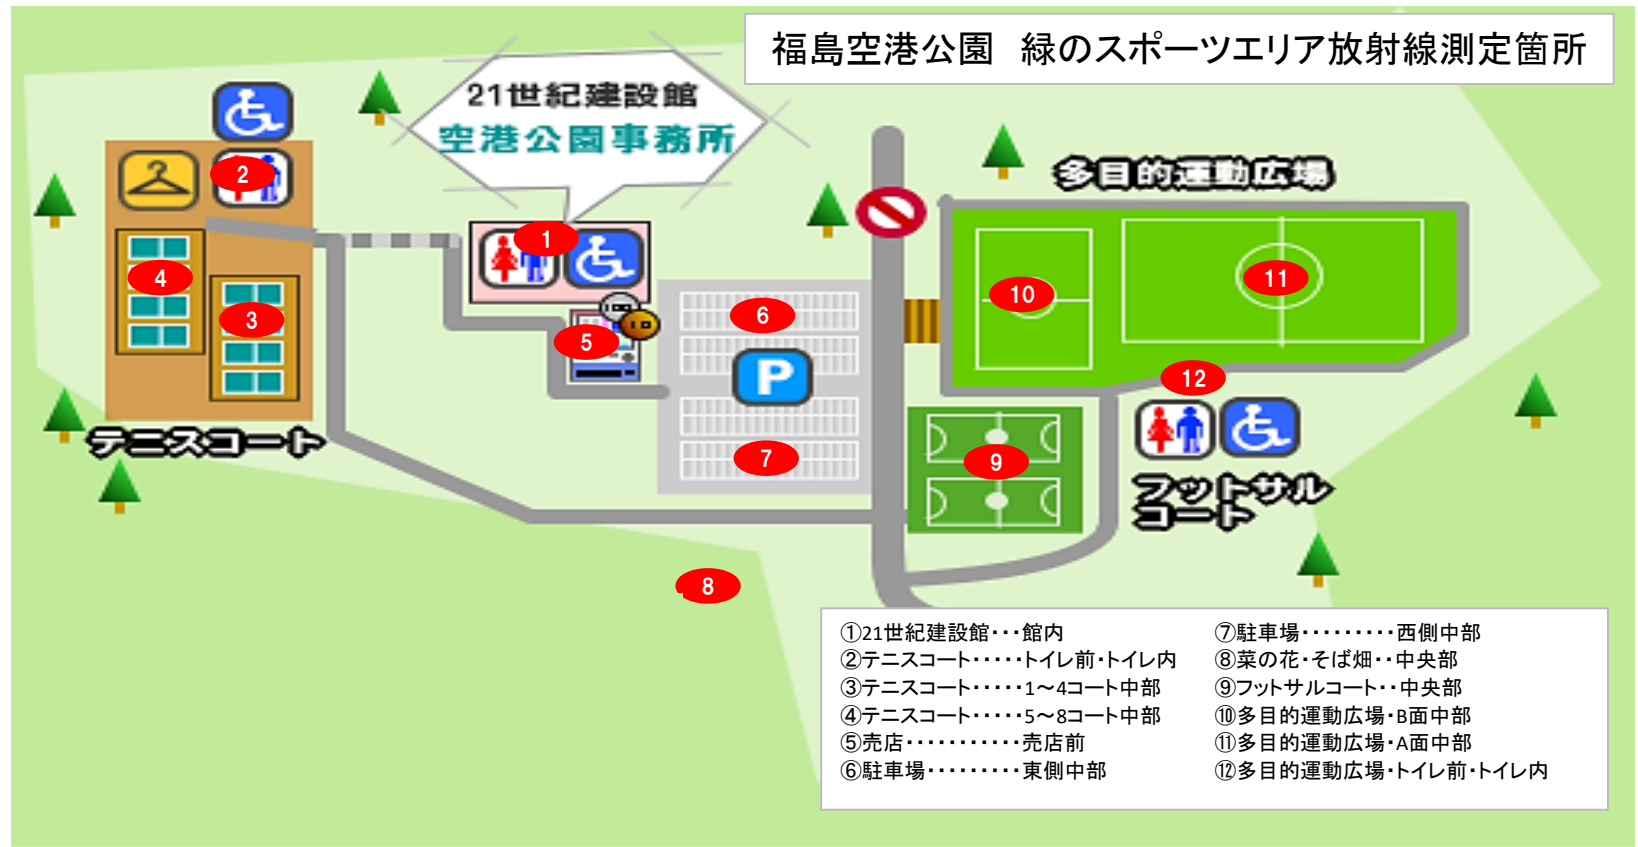 福島空港公園　緑のスポーツエリア放射線測定箇所
21世紀建設館
空港公園事務所
多目的運動広場
2
1
4
3
5
6
P
7
10
11
12
9
テニスコート
フットサル
コート
8
①21世紀建設館・・・館内
②テニスコート・・・・・トイレ前・トイレ内
③テニスコート・・・・・1～4コート中部
④テニスコート・・・・・5～8コート中部
⑤売店・・・・・・・・・・・売店前
⑥駐車場・・・・・・・・・東側中部
⑦駐車場・・・・・・・・・西側中部
⑧菜の花・そば畑・・中央部
⑨フットサルコート・・中央部
⑩多目的運動広場・B面中部
⑪多目的運動広場・A面中部
⑫多目的運動広場・トイレ前・トイレ内